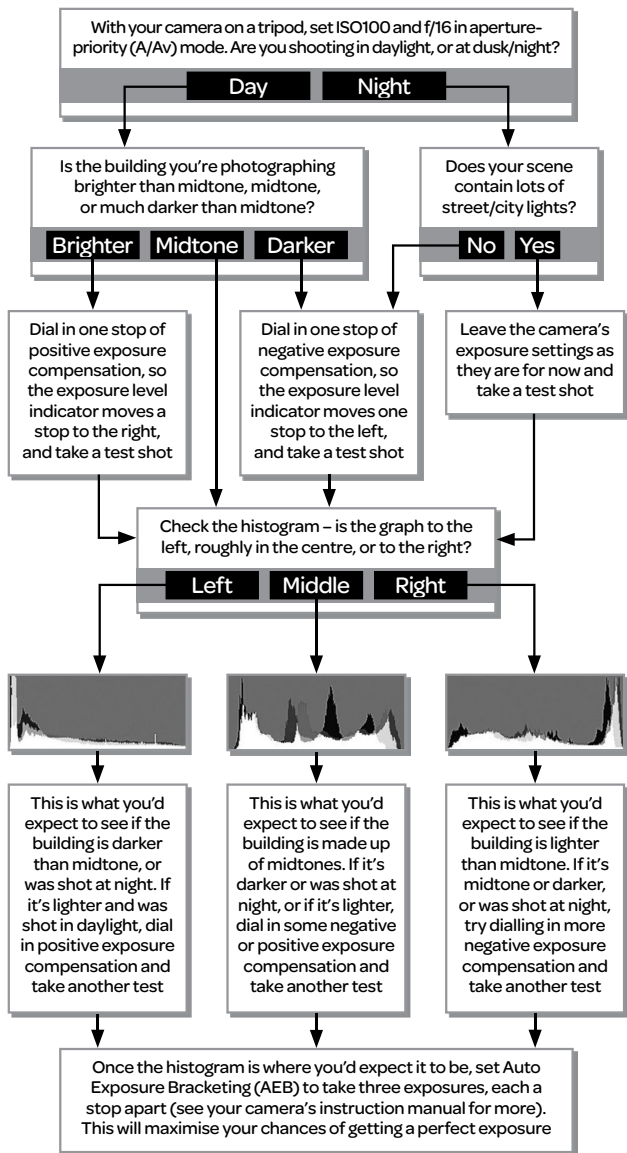 With your camera on a tripod, set ISO100 and f/16 in aperture-
priority (A/Av) mode. Are you shooting in daylight, or at dusk/night?
Day
Night
Is the building you're photographing
brighter than midtone, midtone,
or much darker than midtone?
Brighter
Midtone
Darker
Does your scene
contain lots of
street/city lights?
No
Yes
Dial in one stop of
positive exposure
compensation, so
the exposure level
indicator moves a
stop to the right,
and take a test shot
Dial in one stop of
negative exposure
compensation, so
the exposure level
indicator moves one
stop to the left,
and take a test shot
Leave the camera's
exposure settings as
they are for now and
take a test shot
Check the histogram – is the graph to the
left, roughly in the centre, or to the right?
Left
Middle
Right
This is what you'd
expect to see if the
building is darker
than midtone, or
was shot at night. If
it's lighter and was
shot in daylight, dial
in positive exposure
compensation and
take another test
This is what you'd
expect to see if the
building is made up
of midtones. If it's
darker or was shot at
night, or if it's lighter,
dial in some negative
or positive exposure
compensation and
take another test
This is what you'd
expect to see if the
building is lighter
than midtone. If it's
midtone or darker,
or was shot at night,
try dialling in more
negative exposure
compensation and
take another test
Once the histogram is where you'd expect it to be, set Auto
Exposure Bracketing (AEB) to take three exposures, each a
stop apart (see your camera's instruction manual for more).
This will maximise your chances of getting a perfect exposure